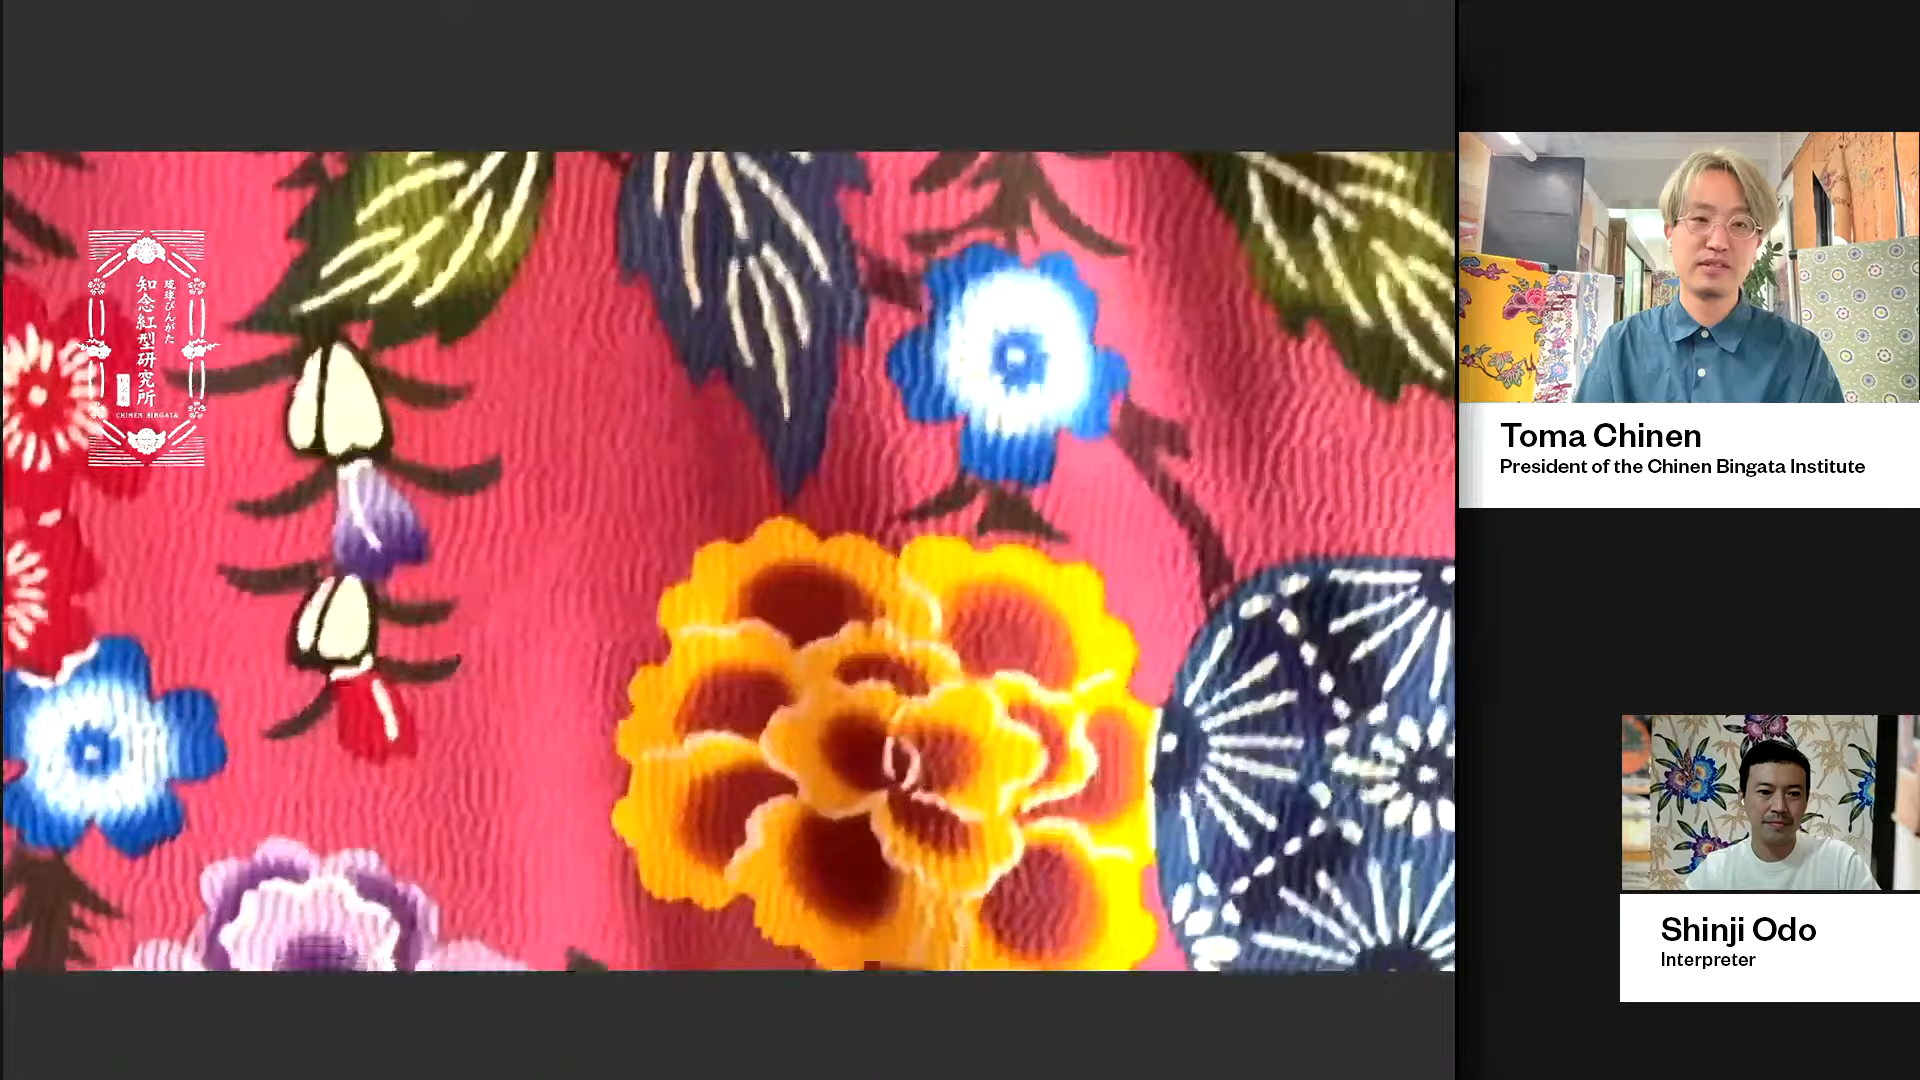 琉球びんがた
知念紅型研究所
CHINEN BINGATA
Toma Chinen
President of the Chinen Bingata Institute
Shinji Odo
Interpreter